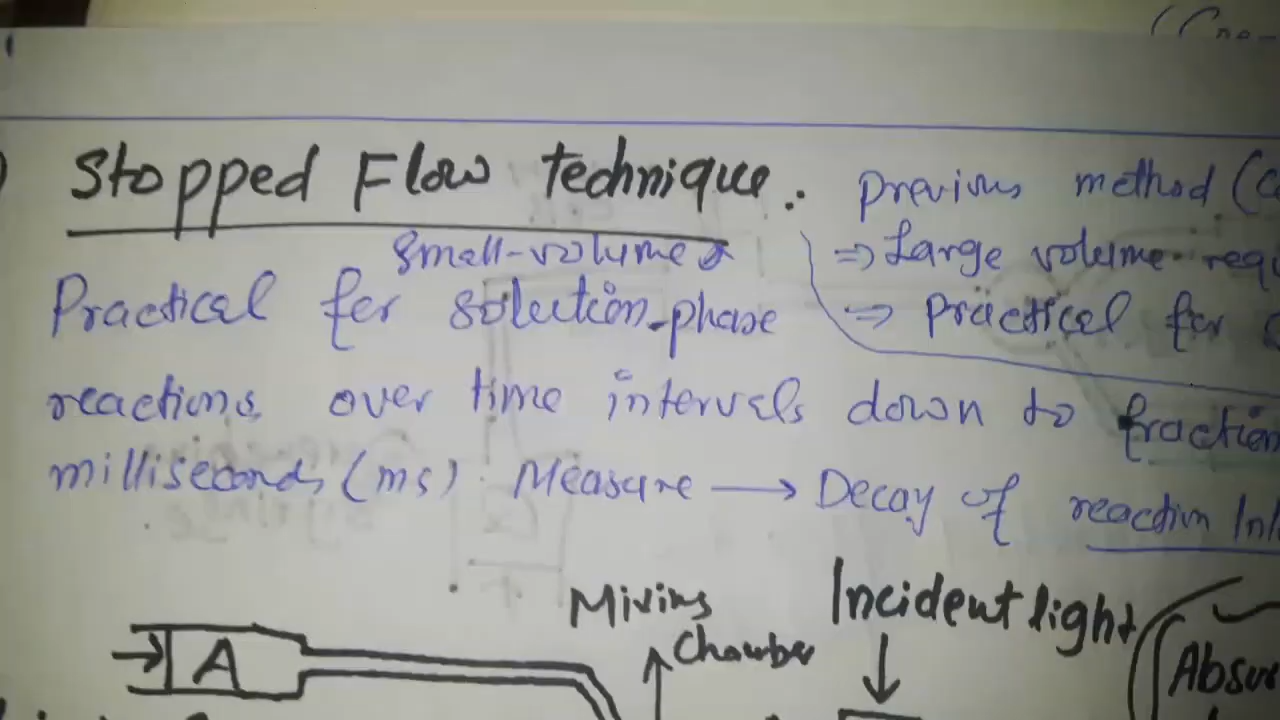 Stopped Flow technique.
Previous method
⇒ Large volume
⇒ Practical for
Small-volume &
Practical for solution-phase
reactions over time intervals down to fraction
milliseconds (ms). Measure → Decay of reaction
Mixing
Chamber
Incident light
A